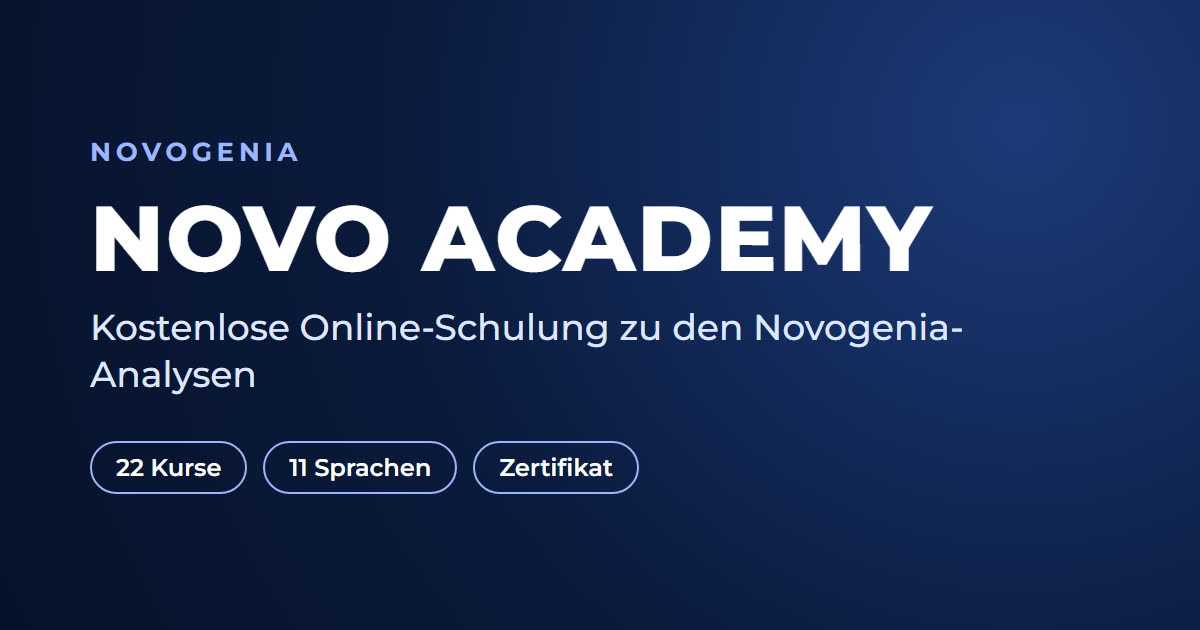 NOVOGENIA
NOVO ACADEMY
Kostenlose Online-Schulung zu den Novogenia-
Analysen
22 Kurse
11 Sprachen
Zertifikat